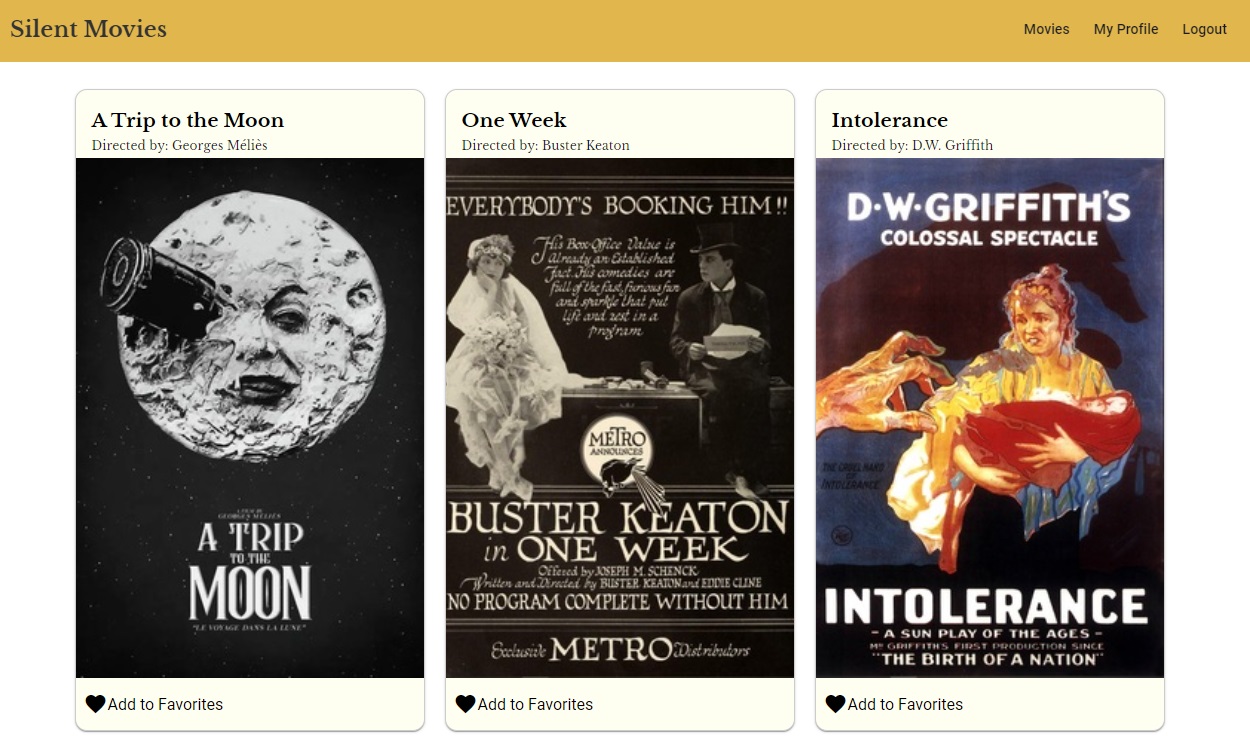 Silent Movies
Movies
My Profile
Logout
A Trip to the Moon
Directed by: Georges Méliès
A FILM BY
GEORGES MÉLIÈS
A TRIP
TO THE
MOON
"LE VOYAGE DANS LA LUNE"
Add to Favorites
One Week
Directed by: Buster Keaton
EVERYBODY'S BOOKING HIM!!
His Box-Office Value is
Already an Established
Fact. His comedies are
full of the fast, furious fun
and sparkle that put
life and zest in a
program
METRO
ANNOUNCES
BUSTER KEATON
in ONE WEEK
Offered by JOSEPH M. SCHENCK
Written and Directed by BUSTER KEATON and EDDIE CLINE
NO PROGRAM COMPLETE WITHOUT HIM
Exclusive METRO Distributors
Add to Favorites
Intolerance
Directed by: D.W. Griffith
D·W·GRIFFITH'S
COLOSSAL SPECTACLE
THE CRUEL HAND
OF
INTOLERANCE
INTOLERANCE
- A SUN PLAY OF THE AGES -
MR GRIFFITH'S FIRST PRODUCTION SINCE
"THE BIRTH OF A NATION"
Add to Favorites